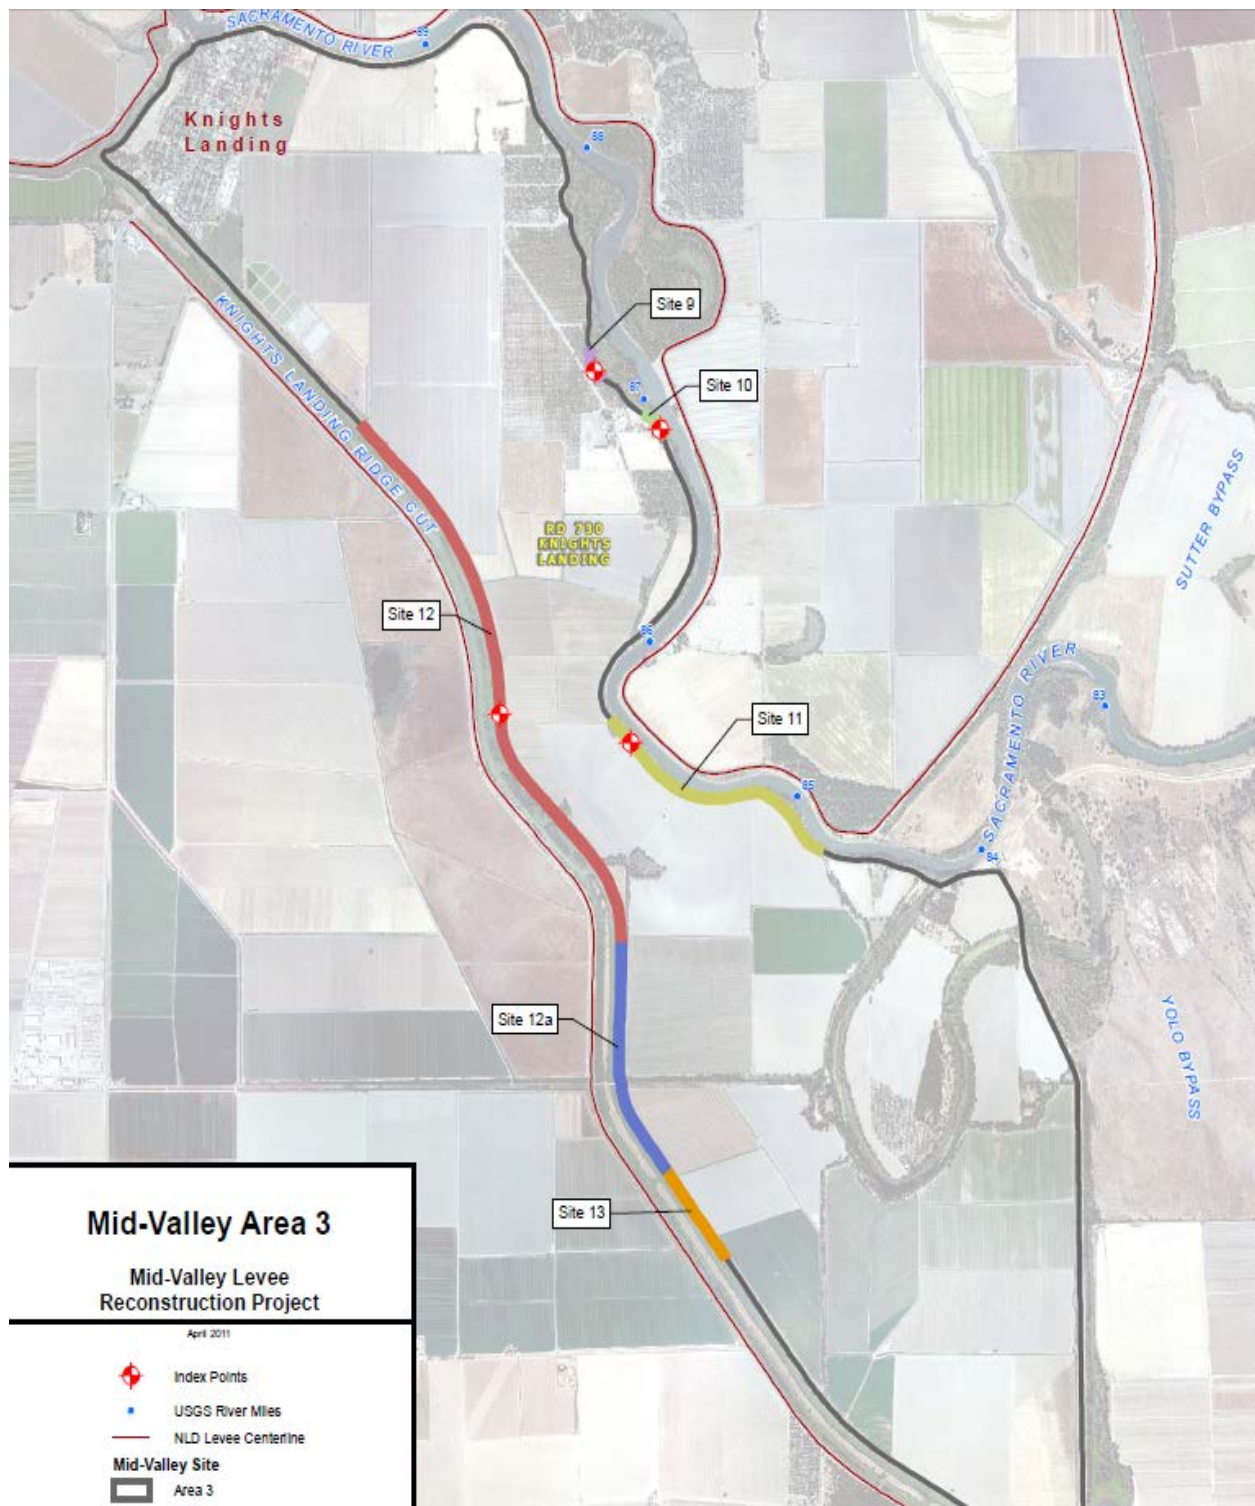 SACRAMENTO RIVER
89
Knights
Landing
88
KNIGHTS LANDING RIDGE CUT
Site 9
87
Site 10
RD 730
KNIGHTS
LANDING
SUTTER BYPASS
Site 12
86
SACRAMENTO RIVER
83
Site 11
85
84
Site 12a
YOLO BYPASS
Site 13
Mid-Valley Area 3
Mid-Valley Levee
Reconstruction Project
April 2011
Index Points
USGS River Miles
NLD Levee Centerline
Mid-Valley Site
Area 3